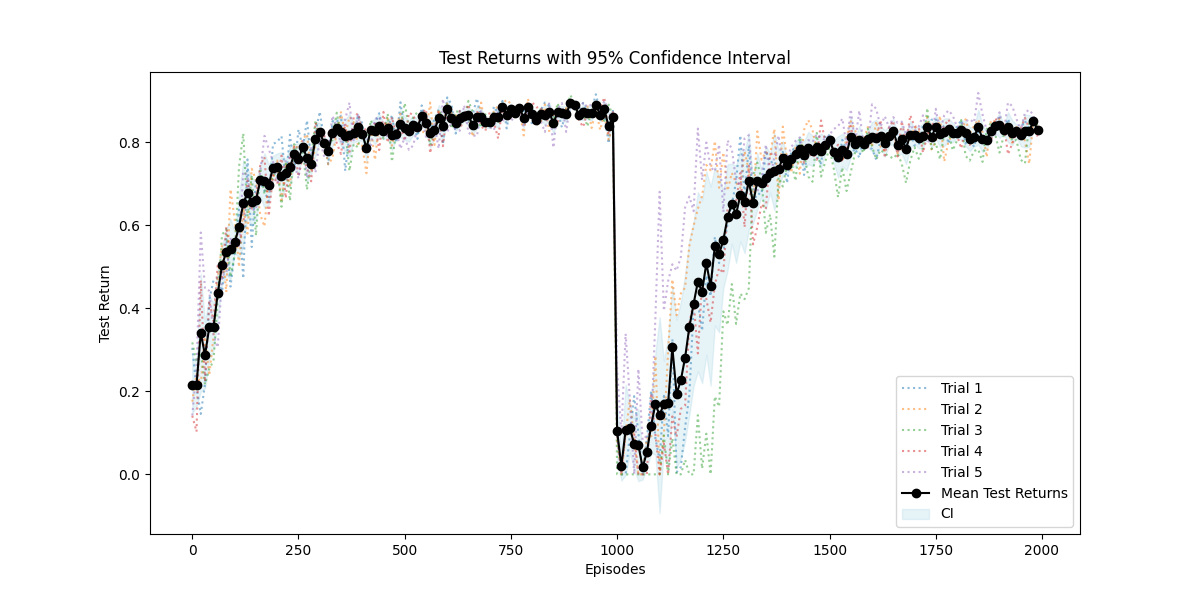 Test Returns with 95% Confidence Interval
Test Return
0.8
0.6
0.4
0.2
0.0
Trial 1
Trial 2
Trial 3
Trial 4
Trial 5
Mean Test Returns
CI
0 250 500 750 1000 1250 1500 1750 2000
Episodes